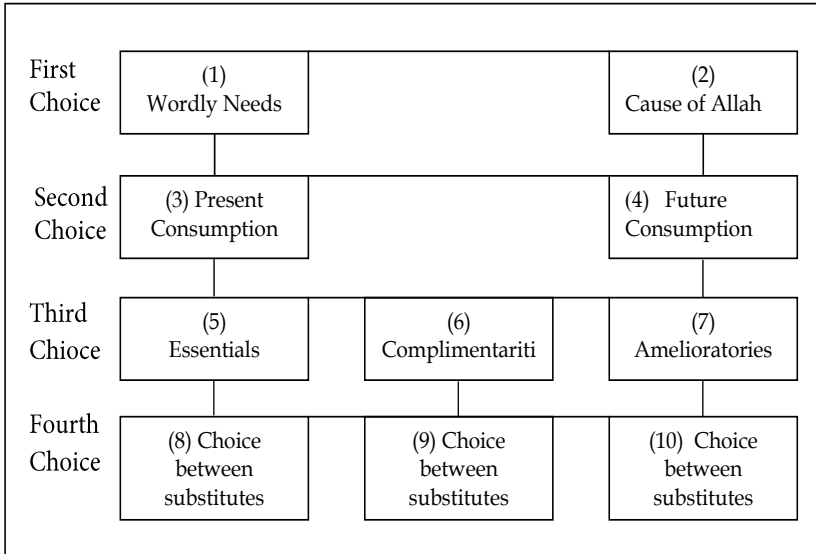 First
Choice
(1)
Wordly Needs
(2)
Cause of Allah
Second
Choice
(3) Present
Consumption
(4) Future
Consumption
Third
Chioce
(5)
Essentials
(6)
Complimentariti
(7)
Amelioratories
Fourth
Choice
(8) Choice
between
substitutes
(9) Choice
between
substitutes
(10) Choice
between
substitutes